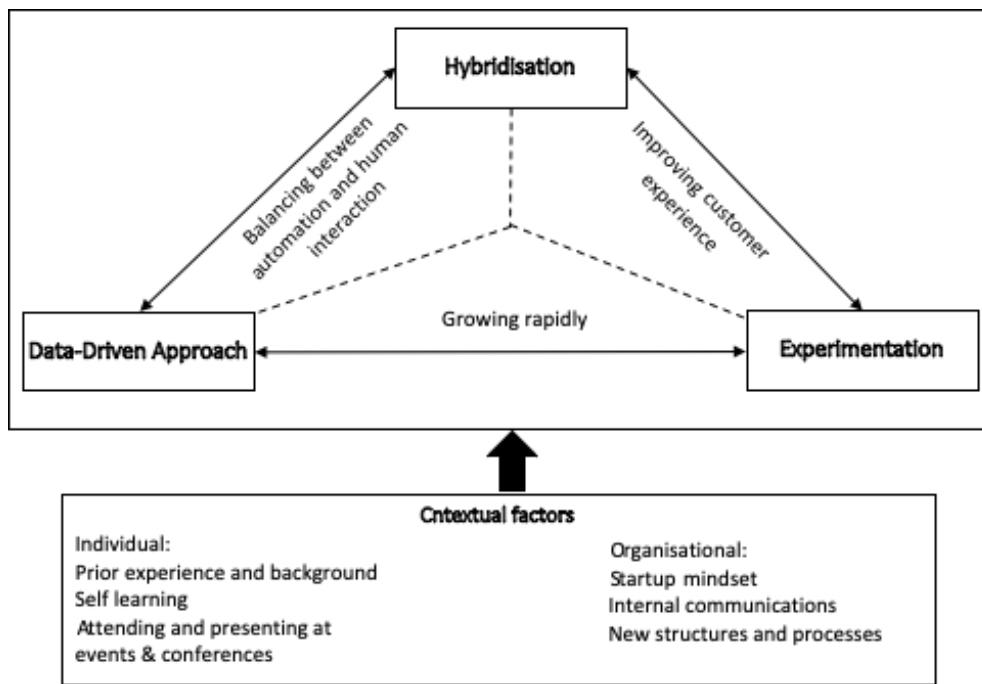 Hybridisation
Balancing between
automation and human
interaction
Improving customer
experience
Growing rapidly
Data-Driven Approach
Experimentation
Cntextual factors
Individual:
Prior experience and background
Self learning
Attending and presenting at
events & conferences
Organisational:
Startup mindset
Internal communications
New structures and processes